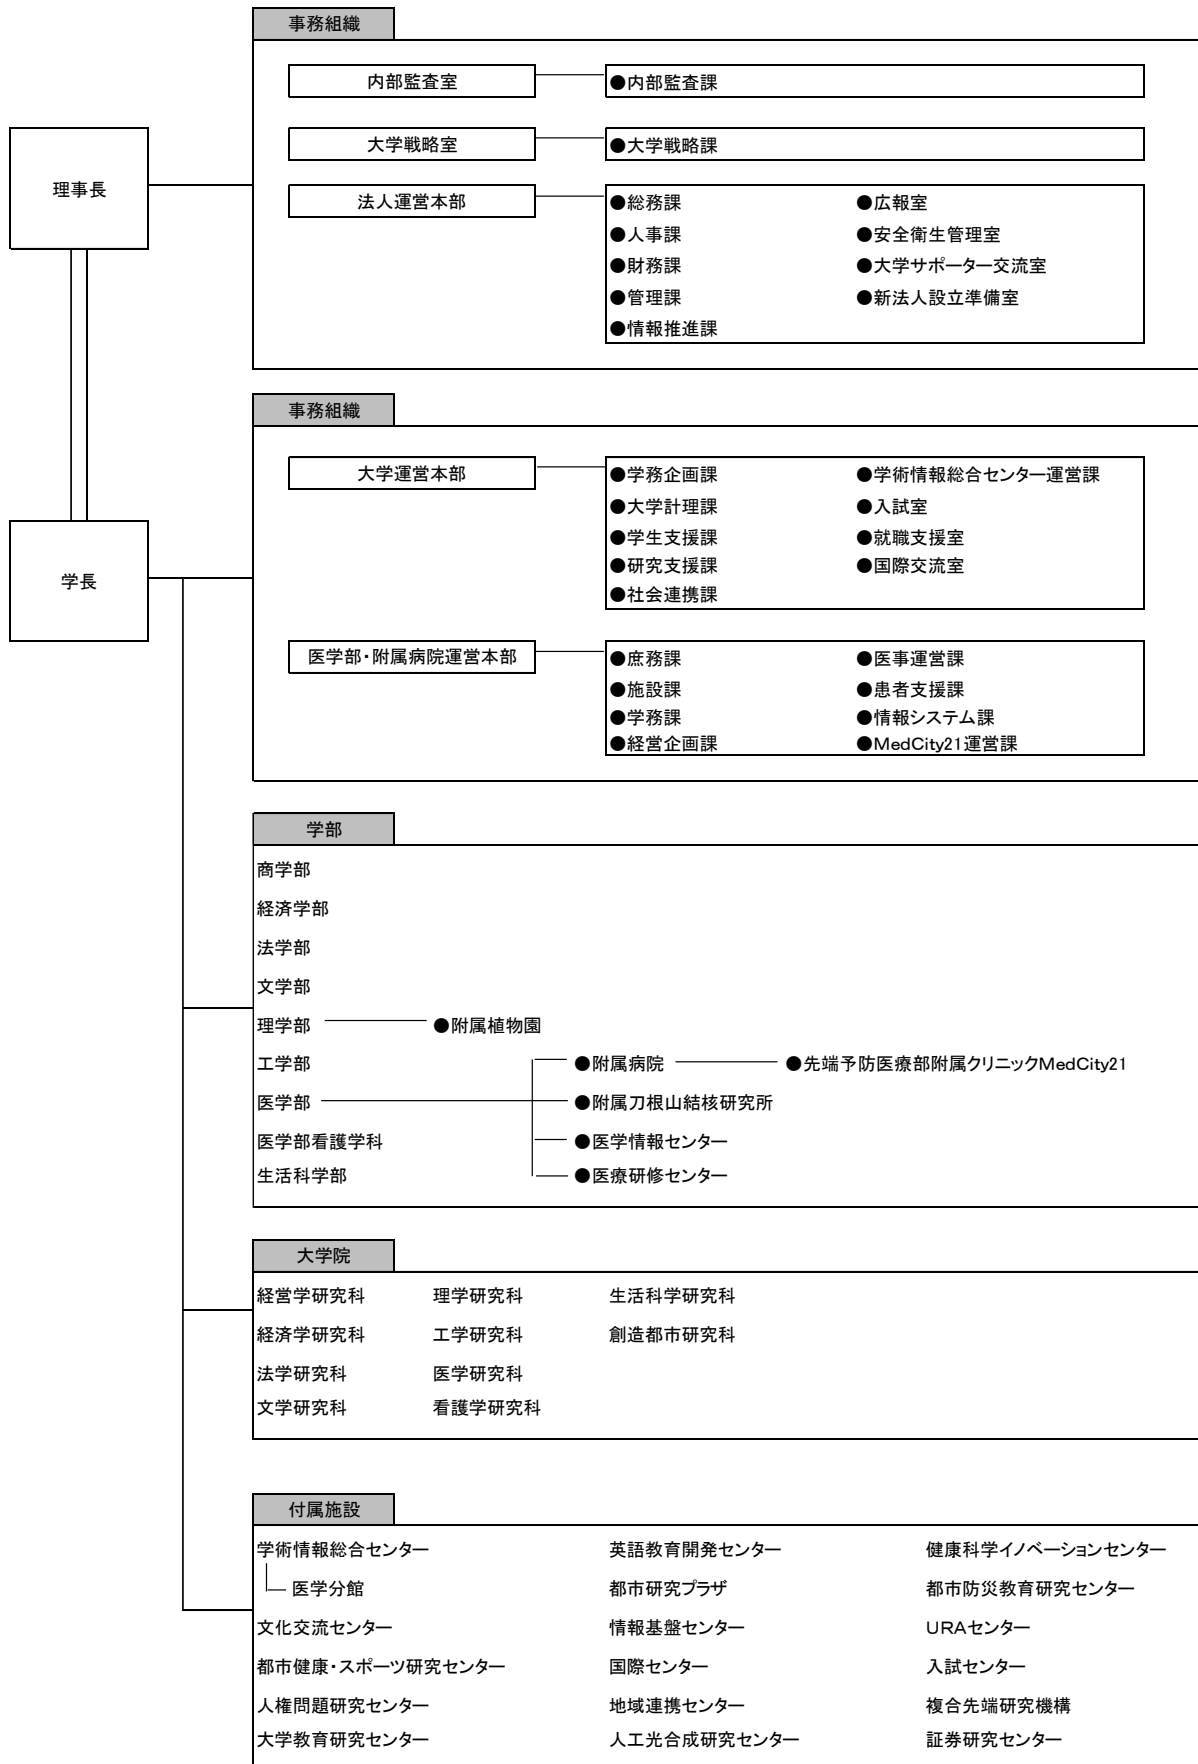 事務組織
内部監査室 ●内部監査課
大学戦略室 ●大学戦略課
理事長
法人運営本部 ●総務課 ●広報室
●人事課 ●安全衛生管理室
●財務課 ●大学サポーター交流室
●管理課 ●新法人設立準備室
●情報推進課
事務組織
大学運営本部 ●学務企画課 ●学術情報総合センター運営課
●大学計理課 ●入試室
●学生支援課 ●就職支援室
●研究支援課 ●国際交流室
学長
●社会連携課
医学部・附属病院運営本部 ●庶務課 ●医事運営課
●施設課 ●患者支援課
●学務課 ●情報システム課
●経営企画課 ●MedCity21運営課
学部
商学部
経済学部
法学部
文学部
理学部 ●附属植物園
工学部 ●附属病院 ●先端予防医療部附属クリニックMedCity21
医学部 ●附属刀根山結核研究所
医学部看護学科 ●医学情報センター
生活科学部 ●医療研修センター
大学院
経営学研究科 理学研究科 生活科学研究科
経済学研究科 工学研究科 創造都市研究科
法学研究科 医学研究科
文学研究科 看護学研究科
付属施設
学術情報総合センター 英語教育開発センター 健康科学イノベーションセンター
医学分館 都市研究プラザ 都市防災教育研究センター
文化交流センター 情報基盤センター URAセンター
都市健康・スポーツ研究センター 国際センター 入試センター
人権問題研究センター 地域連携センター 複合先端研究機構
大学教育研究センター 人工光合成研究センター 証券研究センター